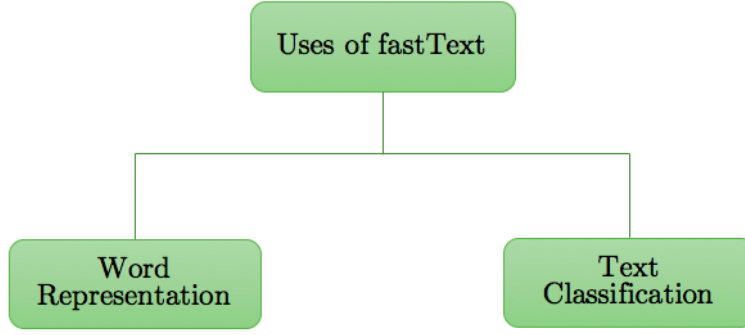 Uses of fastText
Word
Representation
Text
Classification